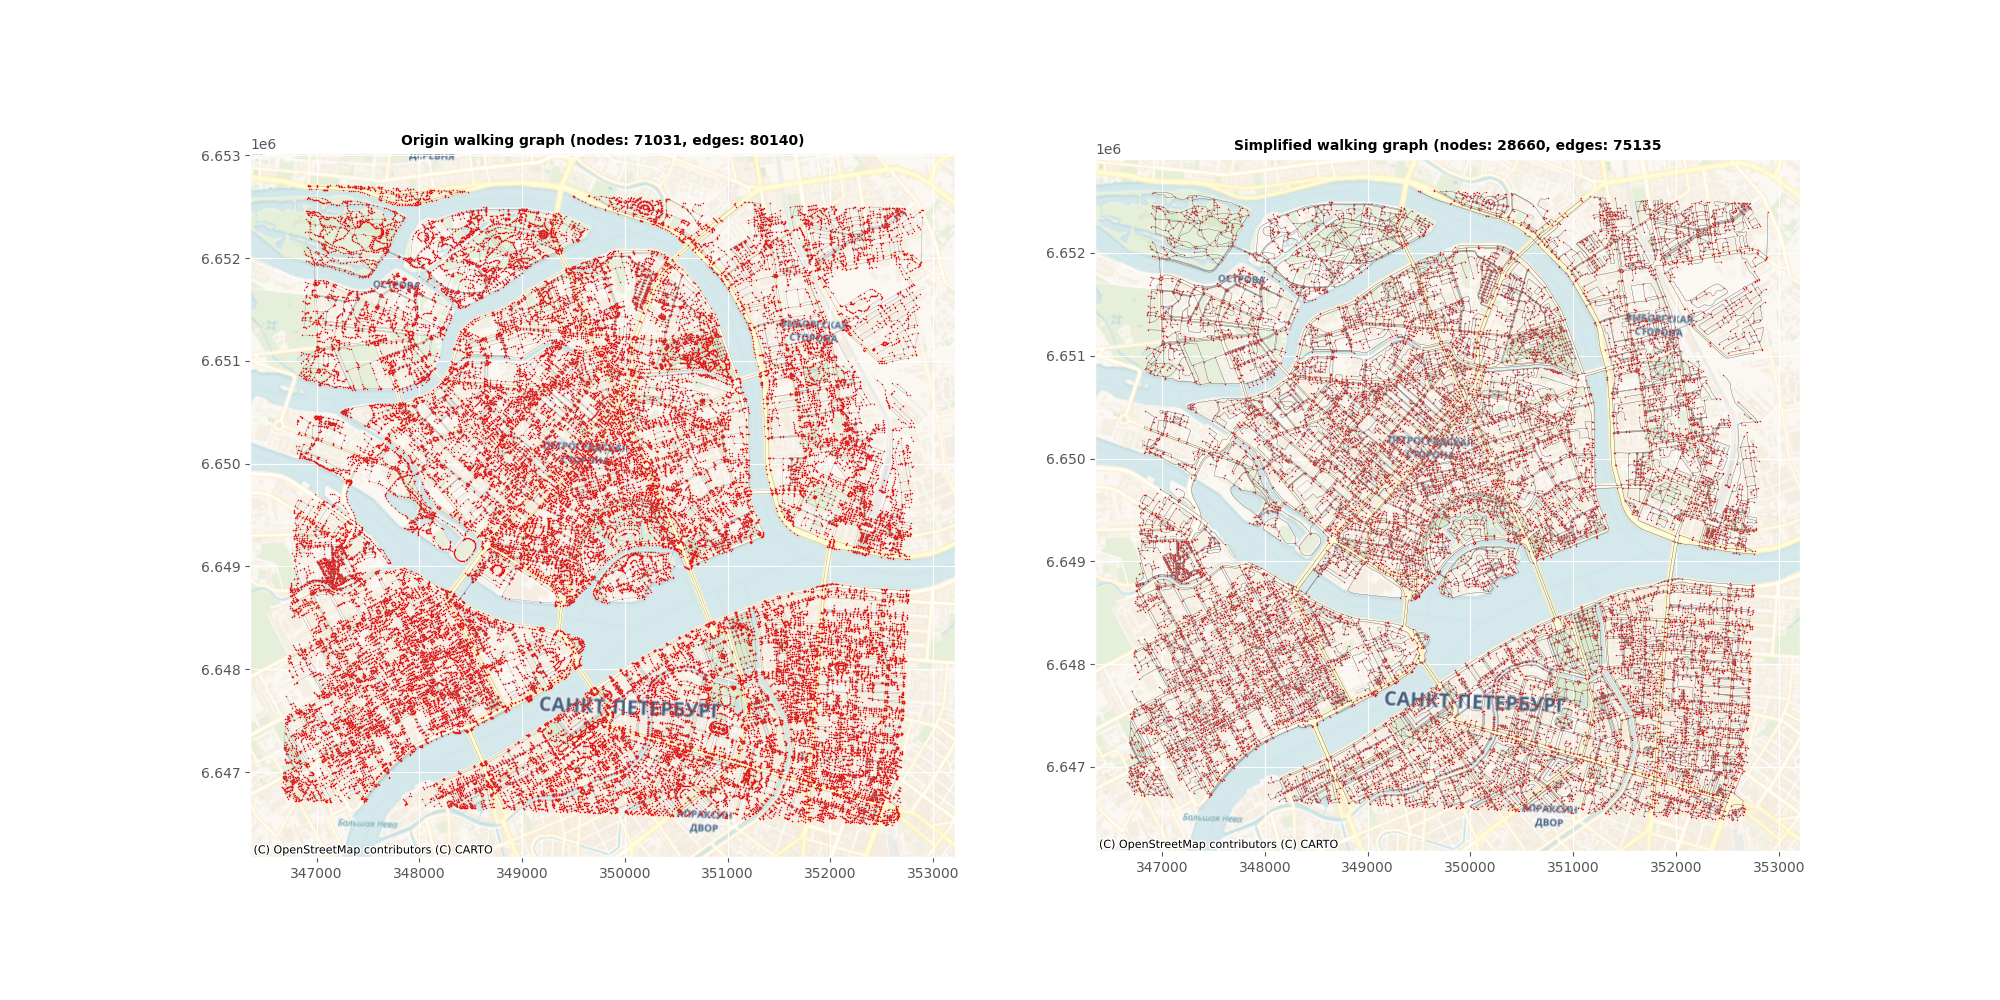 Origin walking graph (nodes: 71031, edges: 80140)
1e6
6.653
6.652
6.651
6.650
6.649
6.648
6.647
ДЕРЕВНЯ
ОСТРОВА
ВЫБОРГСКАЯ
СТОРОНА
ПЕТРОГРАДСКАЯ
СТОРОНА
САНКТ-ПЕТЕРБУРГ
ДВОР
Большая Нева
(C) OpenStreetMap contributors (C) CARTO
347000 348000 349000 350000 351000 352000 353000
Simplified walking graph (nodes: 28660, edges: 75135
1e6
6.652
6.651
6.650
6.649
6.648
6.647
ОСТРОВА
ВЫБОРГСКАЯ
СТОРОНА
ПЕТРОГРАДСКАЯ
СТОРОНА
САНКТ-ПЕТЕРБУРГ
ДВОР
Большая Нева
(C) OpenStreetMap contributors (C) CARTO
347000 348000 349000 350000 351000 352000 353000